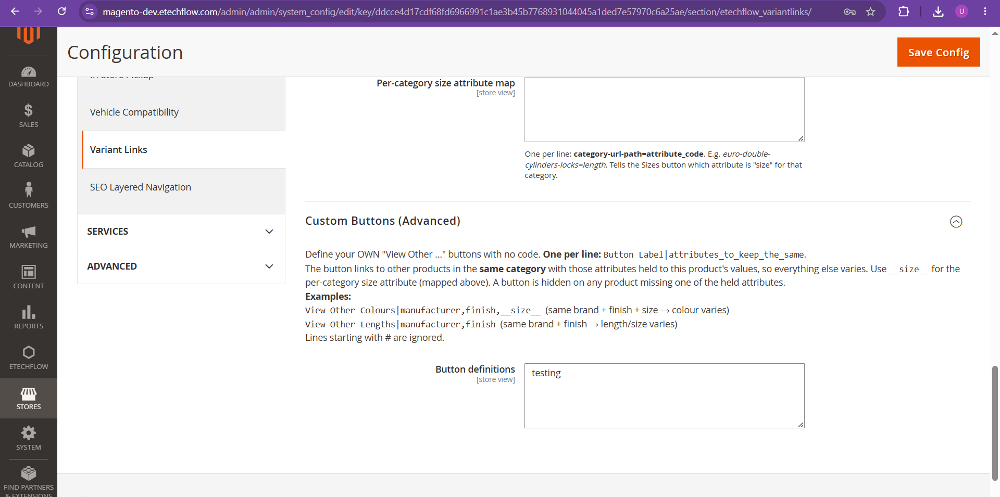 magento-dev.etechflow.com/admin/admin/system_config/edit/key/ddcce4d17cdf68fd6966991c1ae3b45b7768931044045a1ded7e57970c6a25ae/section/etechflow_variantlinks/
U
Configuration
Save Config
DASHBOARD
SALES
CATALOG
CUSTOMERS
MARKETING
CONTENT
REPORTS
ETECHFLOW
STORES
SYSTEM
FIND PARTNERS
& EXTENSIONS
In-Store Pickup
Vehicle Compatibility
Variant Links
SEO Layered Navigation
SERVICES
ADVANCED
Per-category size attribute map
[store view]
One per line: category-url-path=attribute_code. E.g. euro-double-
cylinders-locks=length. Tells the Sizes button which attribute is "size" for that
category.
Custom Buttons (Advanced)
Define your OWN "View Other ..." buttons with no code. One per line: Button Label|attributes_to_keep_the_same.
The button links to other products in the same category with those attributes held to this product's values, so everything else varies. Use __size__ for the
per-category size attribute (mapped above). A button is hidden on any product missing one of the held attributes.
Examples:
View Other Colours|manufacturer,finish,__size__ (same brand + finish + size → colour varies)
View Other Lengths|manufacturer,finish (same brand + finish → length/size varies)
Lines starting with # are ignored.
Button definitions
[store view]
testing